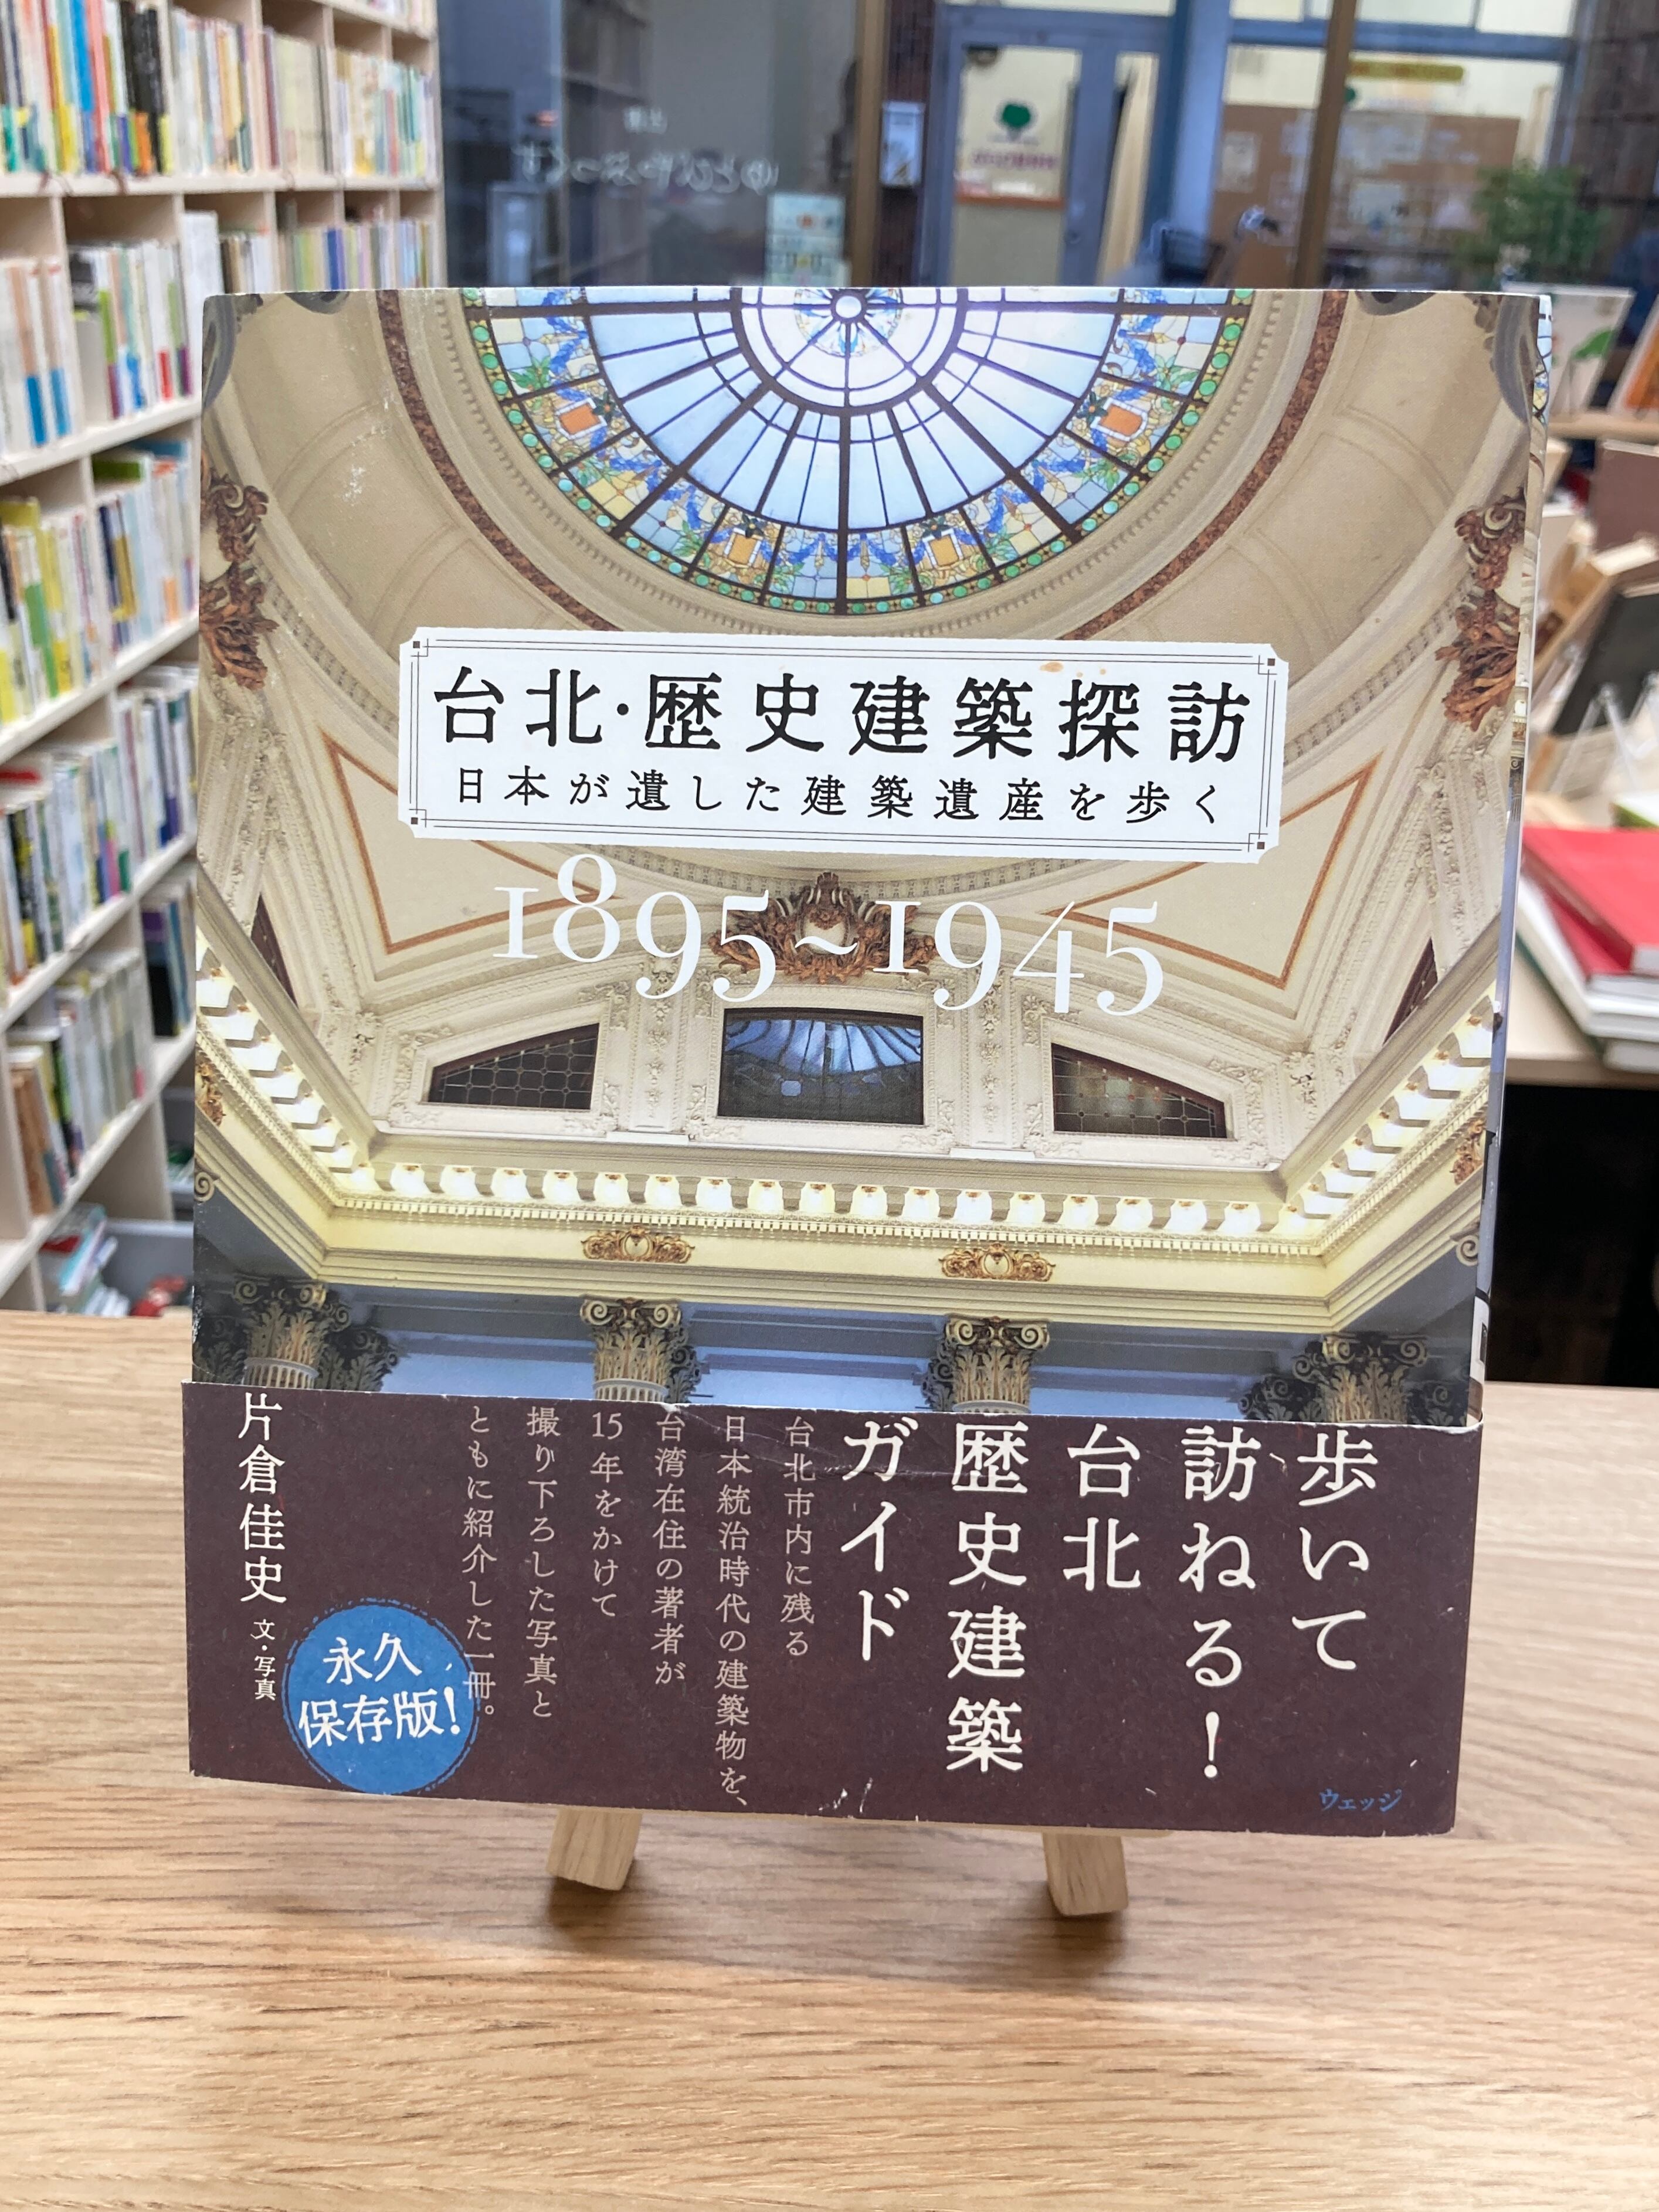 台北・歴史建築探訪
日本が遺した建築遺産を歩く
1895~1945
歩いて
訪ねる！
台北
歴史建築
ガイド
台北市内に残る
日本統治時代の建築物を、
台湾在住の著者が
15年をかけて
撮り下ろした写真と
ともに紹介した一冊。
片倉佳史 文・写真
永久
保存版！
ウェッジ